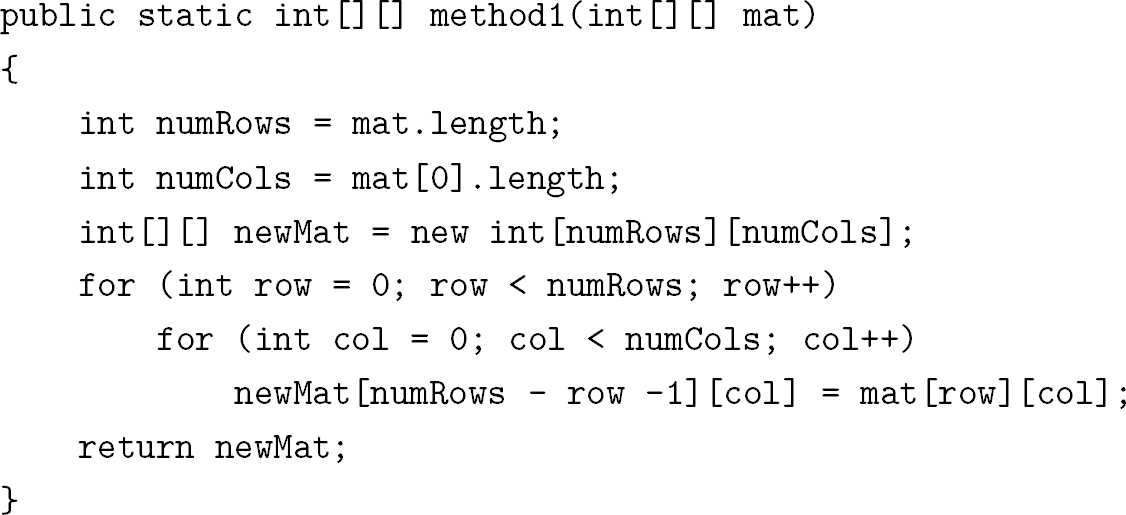 public static int[][] method1(int[][] mat)
{
    int numRows = mat.length;
    int numCols = mat[0].length;
    int[][] newMat = new int[numRows][numCols];
    for (int row = 0; row < numRows; row++)
        for (int col = 0; col < numCols; col++)
            newMat[numRows - row -1][col] = mat[row][col];
    return newMat;
}